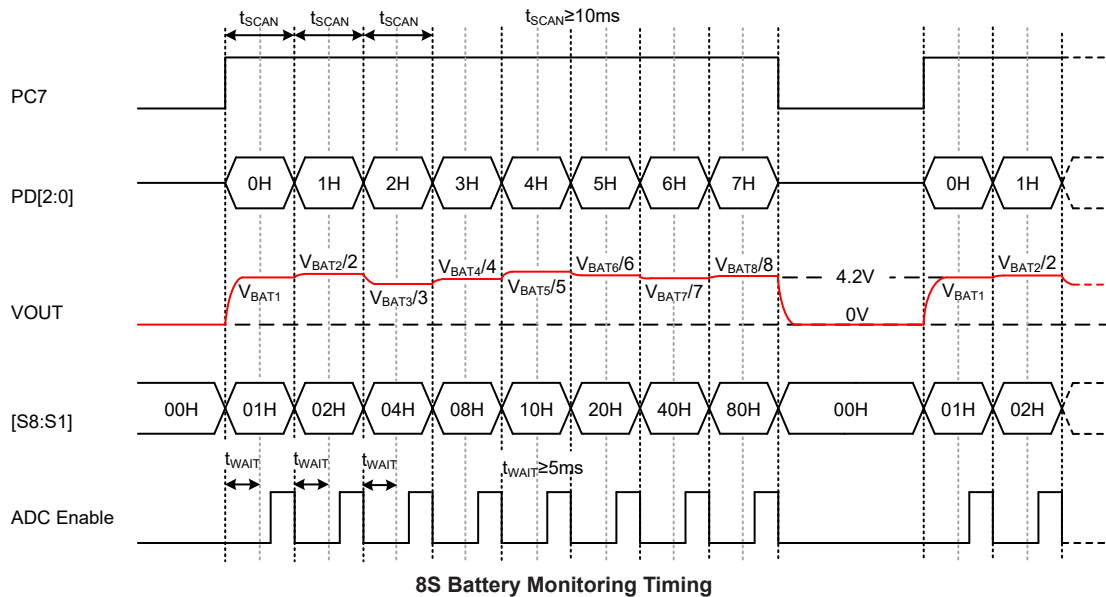 tSCAN tSCAN tSCAN tSCAN≥10ms
PC7
PD[2:0] 0H 1H 2H 3H 4H 5H 6H 7H 0H 1H
VBAT1 VBAT2/2 VBAT3/3 VBAT4/4 VBAT5/5 VBAT6/6 VBAT7/7 VBAT8/8 4.2V VBAT1 VBAT2/2
VOUT 0V
[S8:S1] 00H 01H 02H 04H 08H 10H 20H 40H 80H 00H 01H 02H
tWAIT tWAIT tWAIT tWAIT≥5ms
ADC Enable
8S Battery Monitoring Timing